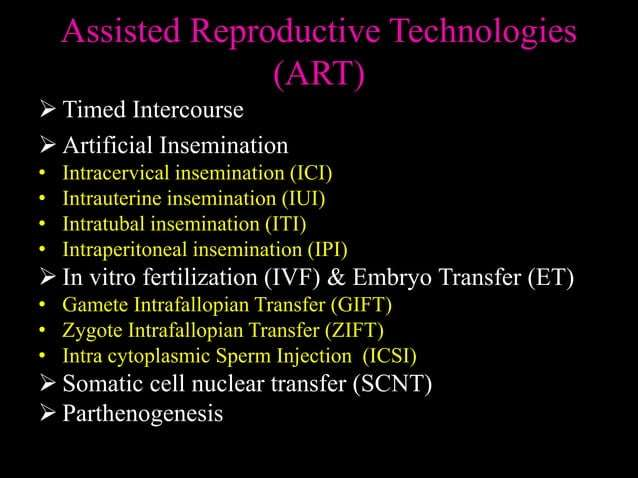 Assisted Reproductive Technologies
(ART)
➢ Timed Intercourse
➢ Artificial Insemination
• Intracervical insemination (ICI)
• Intrauterine insemination (IUI)
• Intratubal insemination (ITI)
• Intraperitoneal insemination (IPI)
➢ In vitro fertilization (IVF) & Embryo Transfer (ET)
• Gamete Intrafallopian Transfer (GIFT)
• Zygote Intrafallopian Transfer (ZIFT)
• Intra cytoplasmic Sperm Injection (ICSI)
➢ Somatic cell nuclear transfer (SCNT)
➢ Parthenogenesis